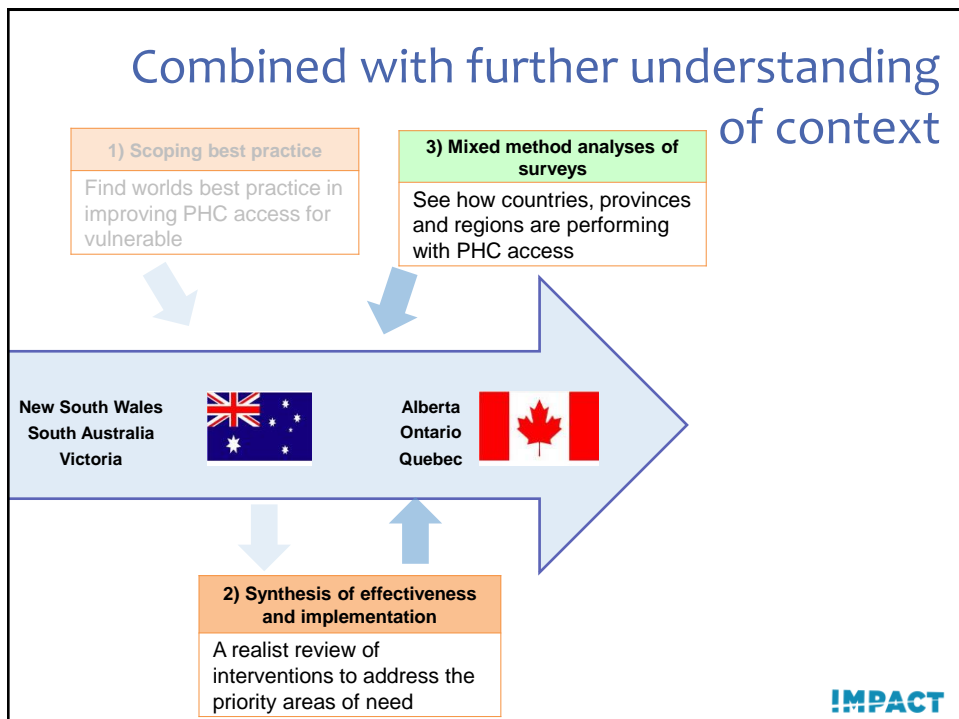 Combined with further understanding
of context
1) Scoping best practice
Find worlds best practice in
improving PHC access for
vulnerable
3) Mixed method analyses of
surveys
See how countries, provinces
and regions are performing
with PHC access
New South Wales
South Australia
Victoria
Alberta
Ontario
Quebec
2) Synthesis of effectiveness
and implementation
A realist review of
interventions to address the
priority areas of need
IMPACT